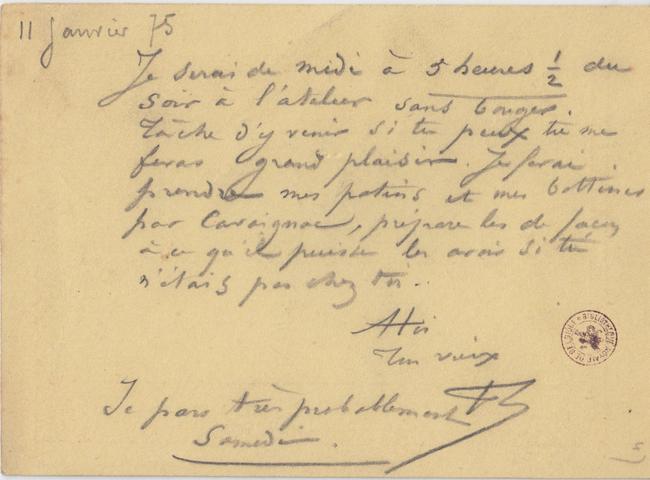 11 Janvier 75
Je serai de midi à 5 heures 1/2 du
soir à l'atelier sans bouger.
Tâche d'y venir si tu peux tu me
feras grand plaisir. Je ferai
prendre mes patins et mes bottines
par Cavaignac, prépare les de façon
à ce qu'il puisse les avoir si tu
n'étais pas chez toi.
A toi
Ton vieux
Je pars très probablement
Samedi.